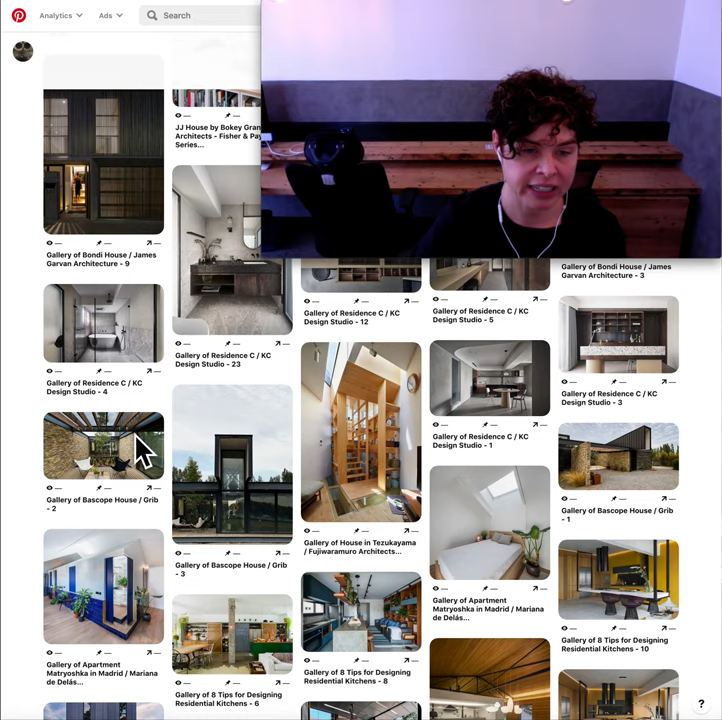 Analytics
Ads
Search
JJ House by Bokey Gran
Architects - Fisher & Pay
Series...
Gallery of Bondi House / James
Garvan Architecture - 9
Gallery of Residence C / KC
Design Studio - 23
Gallery of Residence C / KC
Design Studio - 12
Gallery of Residence C / KC
Design Studio - 5
Gallery of Bondi House / James
Garvan Architecture - 3
Gallery of Residence C / KC
Design Studio - 4
Gallery of Residence C / KC
Design Studio - 3
Gallery of Residence C / KC
Design Studio - 1
Gallery of Bascope House / Grib
- 2
Gallery of Bascope House / Grib
- 1
Gallery of House in Tezukayama
/ Fujiwaramuro Architects...
Gallery of Bascope House / Grib
- 3
Gallery of Apartment
Matryoshka in Madrid / Mariana
de Delás...
Gallery of 8 Tips for Designing
Residential Kitchens - 10
Gallery of Apartment
Matryoshka in Madrid / Mariana
de Delás...
Gallery of 8 Tips for Designing
Residential Kitchens - 8
Gallery of 8 Tips for Designing
Residential Kitchens - 6
?